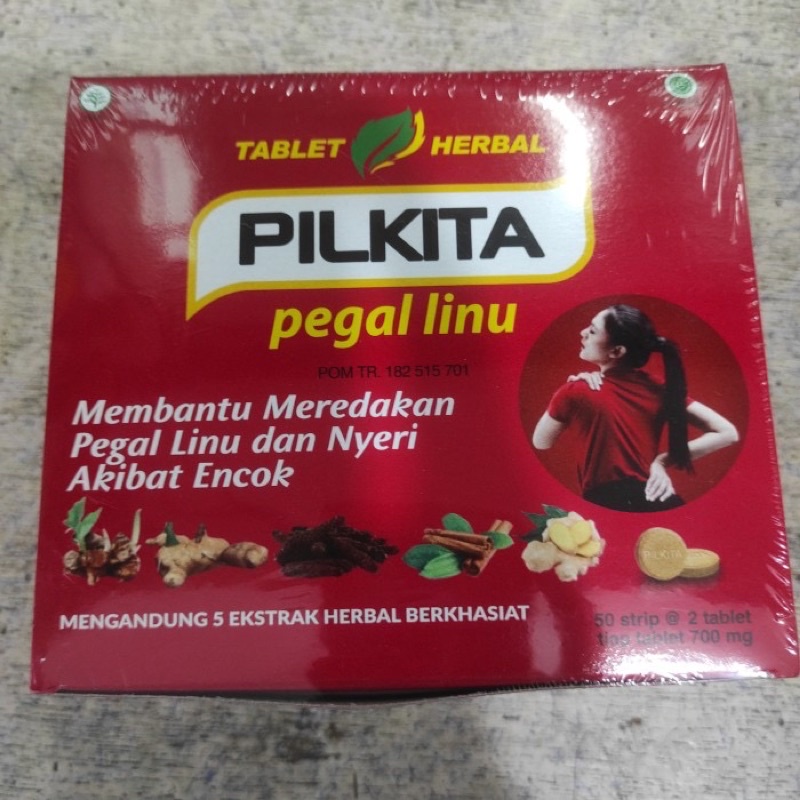 TABLET HERBAL
PILKITA
pegal linu
POM TR. 182 515 701
Membantu Meredakan
Pegal Linu dan Nyeri
Akibat Encok
PILKITA
MENGANDUNG 5 EKSTRAK HERBAL BERKHASIAT
50 strip @ 2 tablet
tiap tablet 700 mg